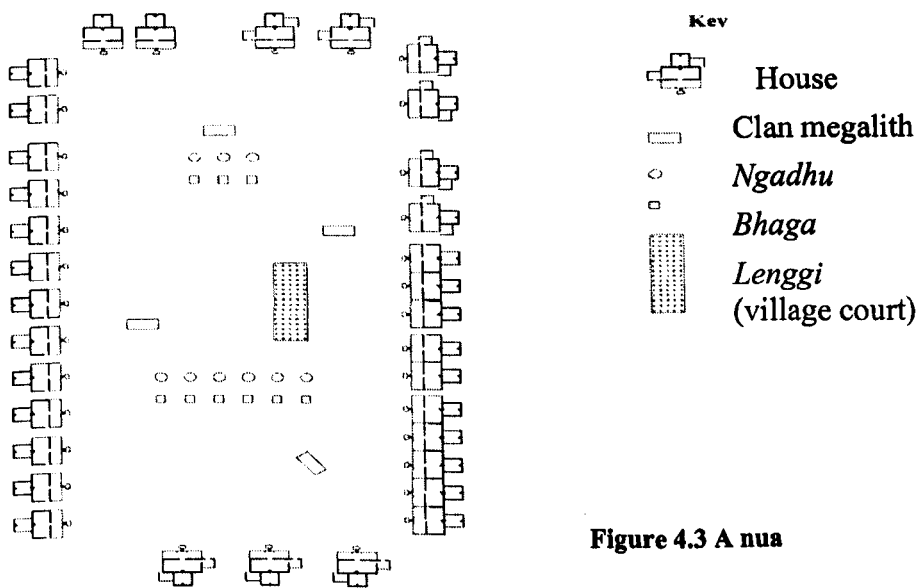 Key
House
Clan megalith
Ngadhu
Bhaga
Lenggi
(village court)
Figure 4.3 A nua